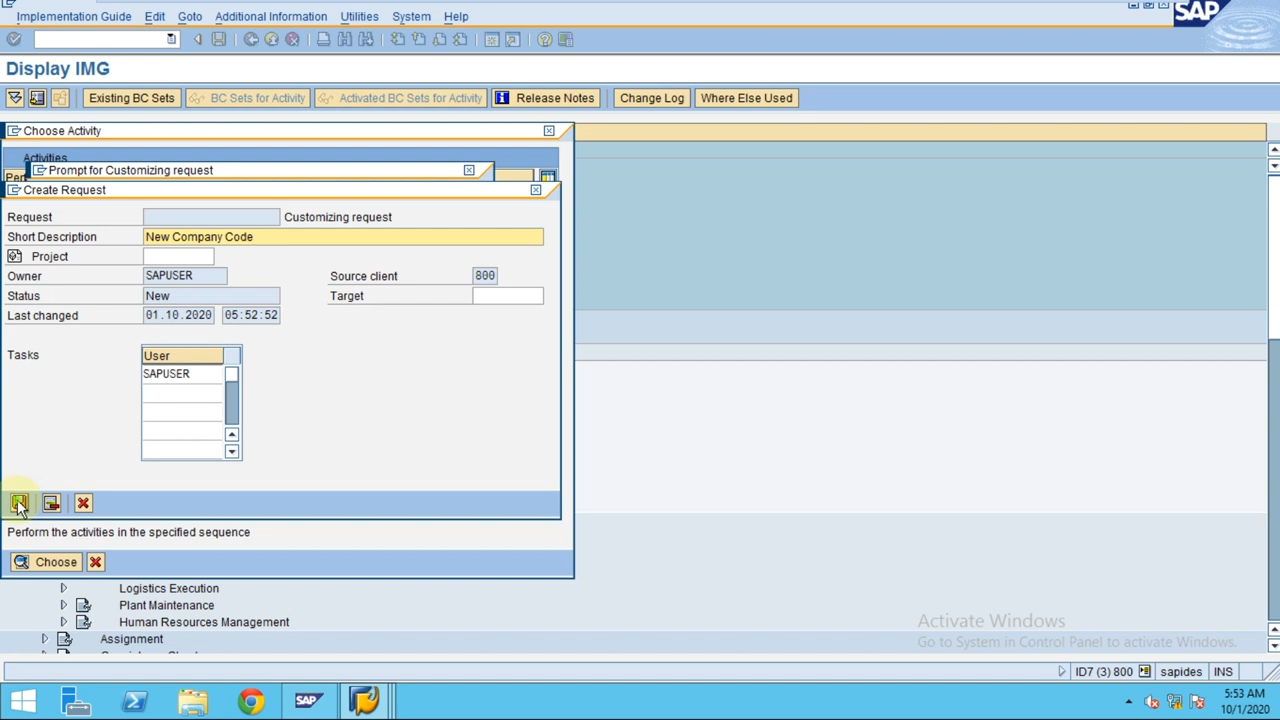 Implementation Guide Edit Goto Additional Information Utilities System Help
SAP
Display IMG
Existing BC Sets BC Sets for Activity Activated BC Sets for Activity Release Notes Change Log Where Else Used
Choose Activity
Activities
Prompt for Customizing request
Create Request
Request Customizing request
Short Description New Company Code
Project
Owner SAPUSER Source client 800
Status New Target
Last changed 01.10.2020 05:52:52
Tasks User
SAPUSER
Perform the activities in the specified sequence
Choose
Logistics Execution
Plant Maintenance
Human Resources Management
Assignment
Activate Windows
Go to System in Control Panel to activate Windows.
ID7 (3) 800 sapides INS
SAP
5:53 AM
10/1/2020